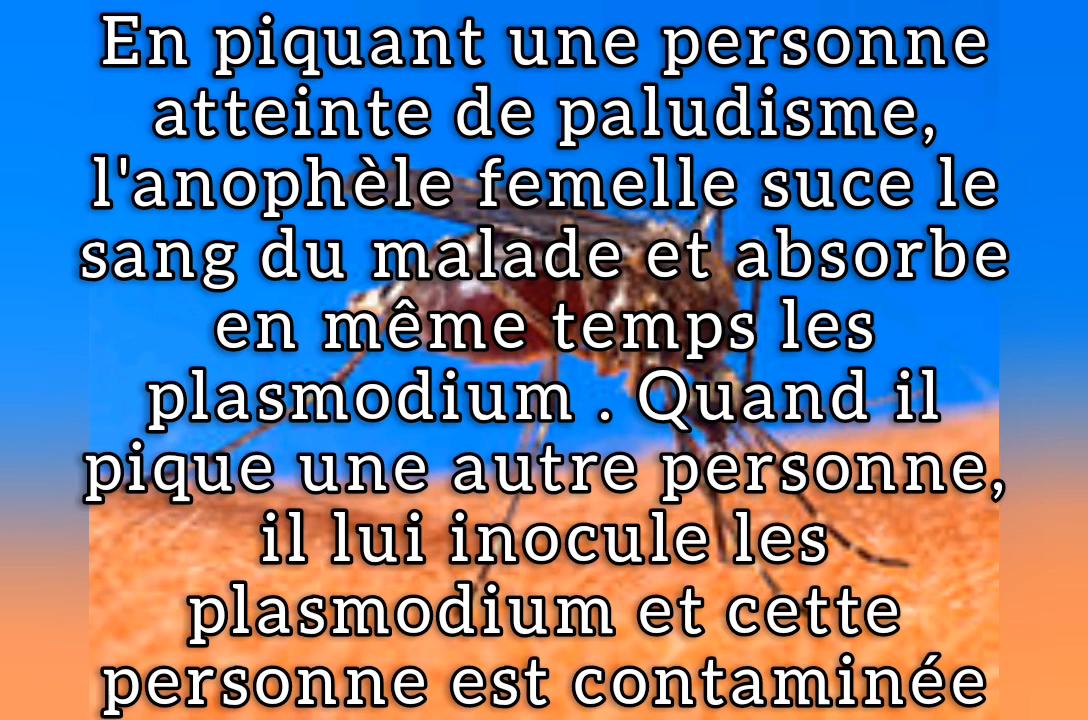 En piquant une personne
atteinte de paludisme,
l'anophèle femelle suce le
sang du malade et absorbe
en même temps les
plasmodium . Quand il
pique une autre personne,
il lui inocule les
plasmodium et cette
personne est contaminée